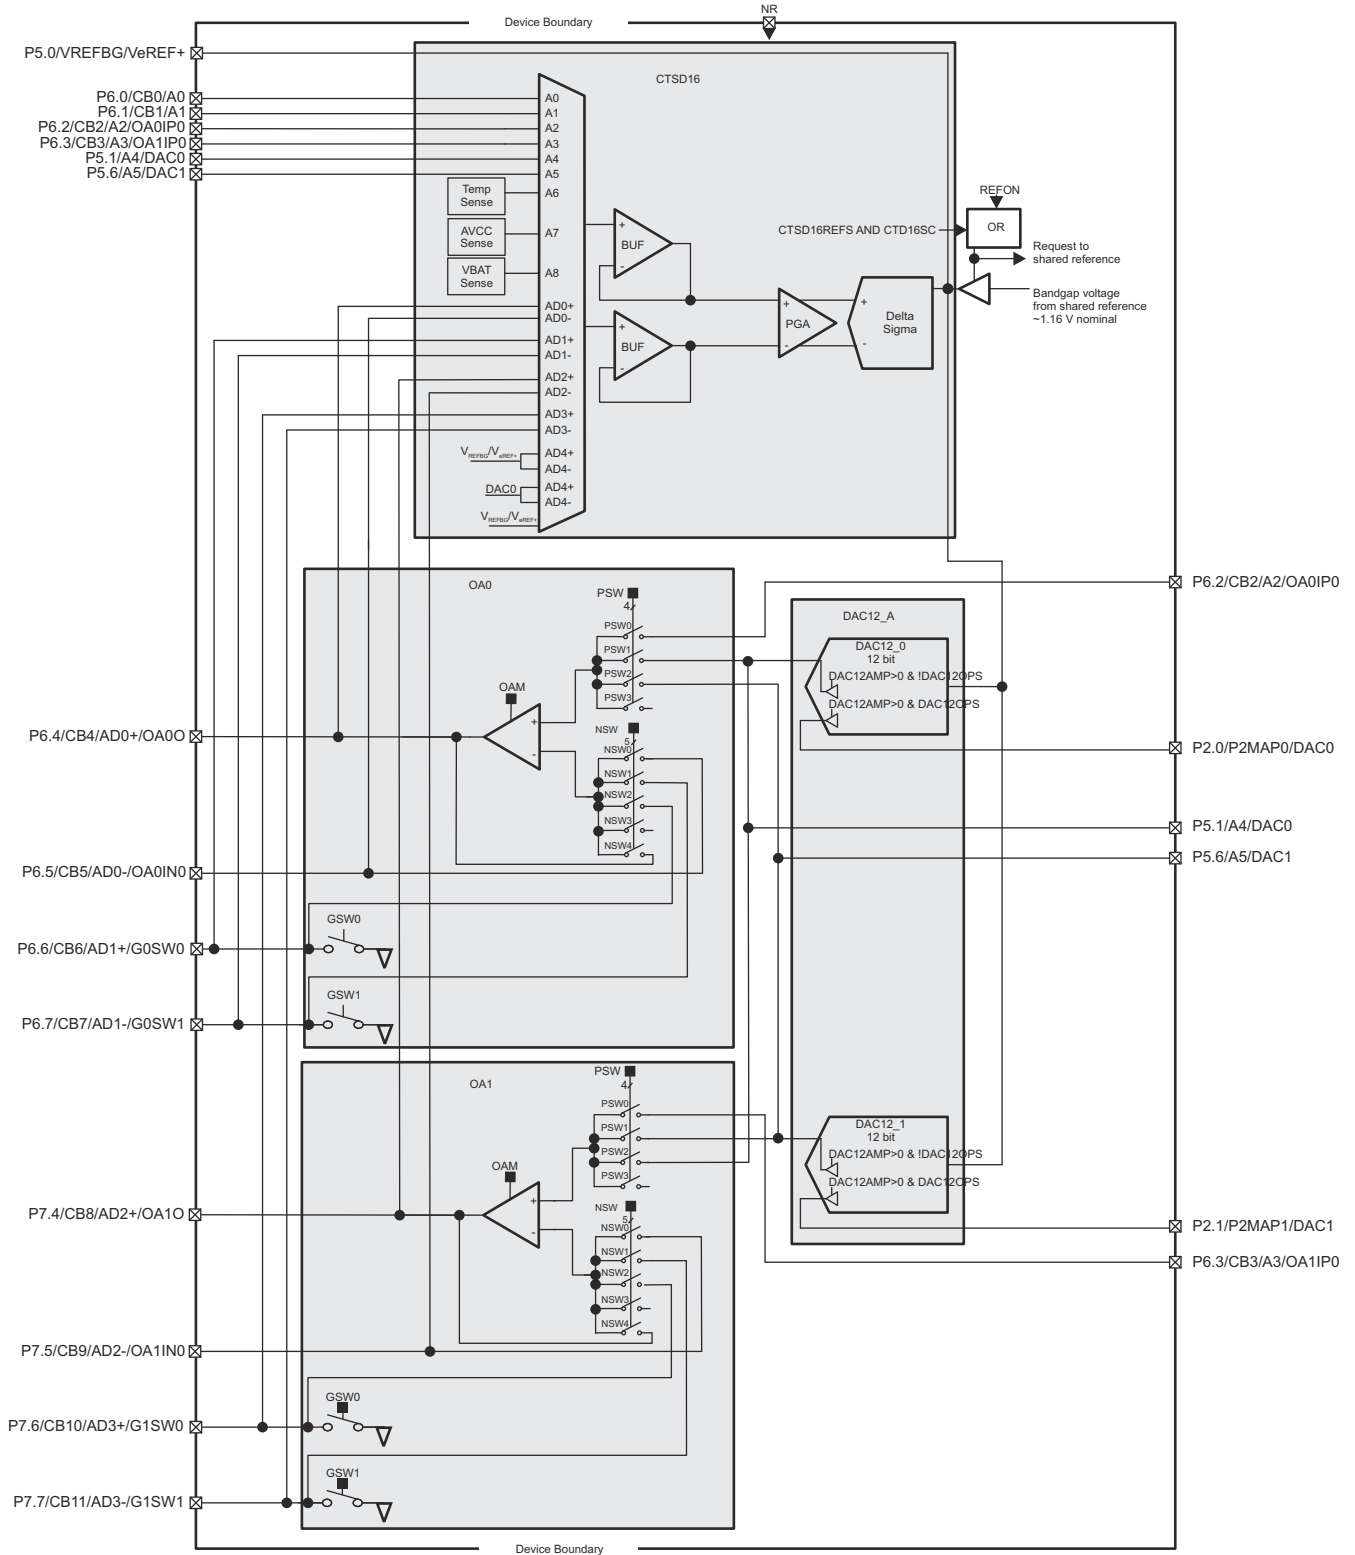 Device Boundary
NR
P5.0/VREFBG/VeREF+
CTSD16
P6.0/CB0/A0
P6.1/CB1/A1
P6.2/CB2/A2/OA0IP0
P6.3/CB3/A3/OA1IP0
P5.1/A4/DAC0
P5.6/A5/DAC1
A0
A1
A2
A3
A4
A5
Temp
Sense
A6
AVCC
Sense
A7
VBAT
Sense
A8
AD0+
AD0-
AD1+
AD1-
AD2+
AD2-
AD3+
AD3-
VREFBG/VeREF+
AD4+
AD4-
DAC0
AD4+
AD4-
VREFBG/VeREF+
+
BUF
-
+
BUF
-
+
PGA
-
+
Delta
Sigma
-
REFON
CTSD16REFS AND CTD16SC
OR
Request to
shared reference
Bandgap voltage
from shared reference
~1.16 V nominal
OA0
PSW
4
PSW0
PSW1
PSW2
PSW3
OAM
+
-
NSW
5
NSW0
NSW1
NSW2
NSW3
NSW4
P6.4/CB4/AD0+/OA0O
P6.5/CB5/AD0-/OA0IN0
GSW0
P6.6/CB6/AD1+/G0SW0
GSW1
P6.7/CB7/AD1-/G0SW1
DAC12_A
DAC12_0
12 bit
DAC12AMP>0 & !DAC12OPS
DAC12AMP>0 & DAC12OPS
P6.2/CB2/A2/OA0IP0
P2.0/P2MAP0/DAC0
P5.1/A4/DAC0
P5.6/A5/DAC1
OA1
PSW
4
PSW0
PSW1
PSW2
PSW3
OAM
+
-
NSW
5
NSW0
NSW1
NSW2
NSW3
NSW4
DAC12_1
12 bit
DAC12AMP>0 & !DAC12OPS
DAC12AMP>0 & DAC12OPS
P2.1/P2MAP1/DAC1
P6.3/CB3/A3/OA1IP0
P7.4/CB8/AD2+/OA1O
P7.5/CB9/AD2-/OA1IN0
GSW0
P7.6/CB10/AD3+/G1SW0
GSW1
P7.7/CB11/AD3-/G1SW1
Device Boundary